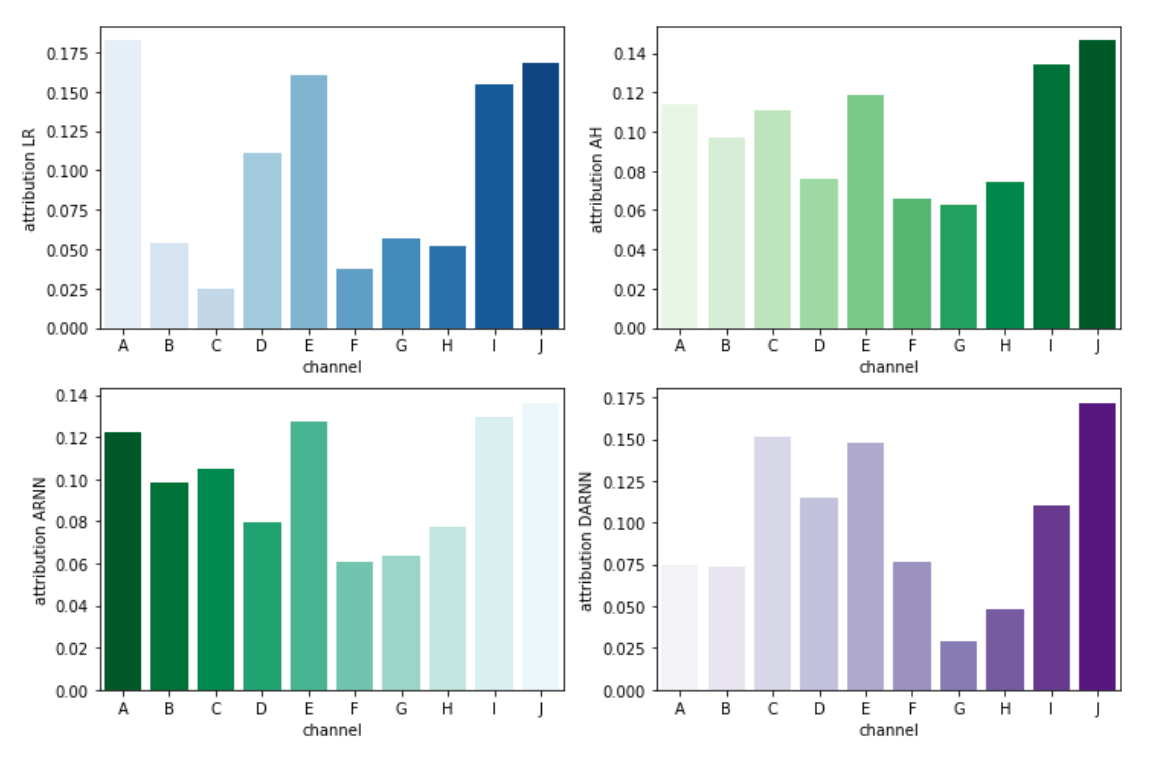 attribution LR
0.175
0.150
0.125
0.100
0.075
0.050
0.025
0.000
A B C D E F G H I J
channel
attribution AH
0.14
0.12
0.10
0.08
0.06
0.04
0.02
0.00
A B C D E F G H I J
channel
attribution ARNN
0.14
0.12
0.10
0.08
0.06
0.04
0.02
0.00
A B C D E F G H I J
channel
attribution DARNN
0.175
0.150
0.125
0.100
0.075
0.050
0.025
0.000
A B C D E F G H I J
channel